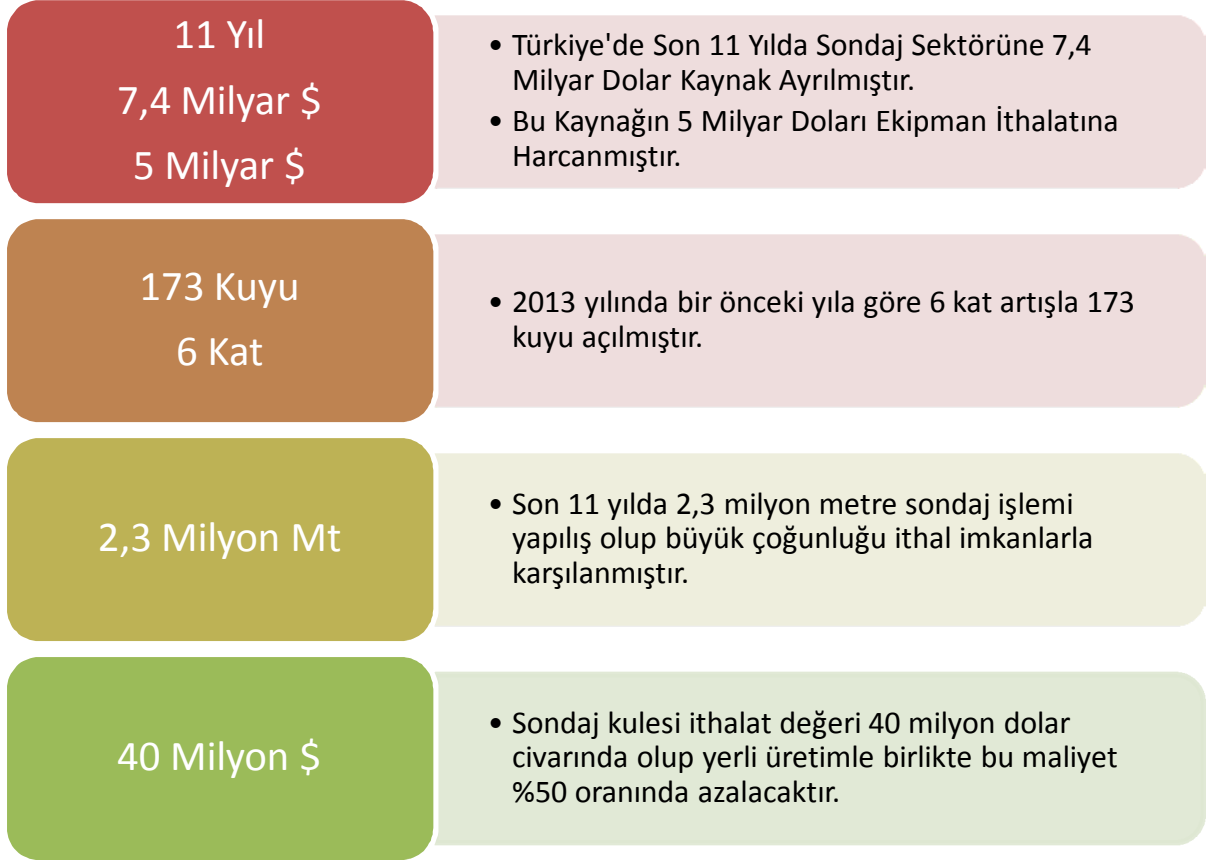 11 Yıl
7,4 Milyar $
5 Milyar $
• Türkiye'de Son 11 Yılda Sondaj Sektörüne 7,4
Milyar Dolar Kaynak Ayrılmıştır.
• Bu Kaynağın 5 Milyar Doları Ekipman İthalatına
Harcanmıştır.
173 Kuyu
6 Kat
• 2013 yılında bir önceki yıla göre 6 kat artışla 173
kuyu açılmıştır.
2,3 Milyon Mt
• Son 11 yılda 2,3 milyon metre sondaj işlemi
yapılış olup büyük çoğunluğu ithal imkanlarla
karşılanmıştır.
40 Milyon $
• Sondaj kulesi ithalat değeri 40 milyon dolar
civarında olup yerli üretimle birlikte bu maliyet
%50 oranında azalacaktır.